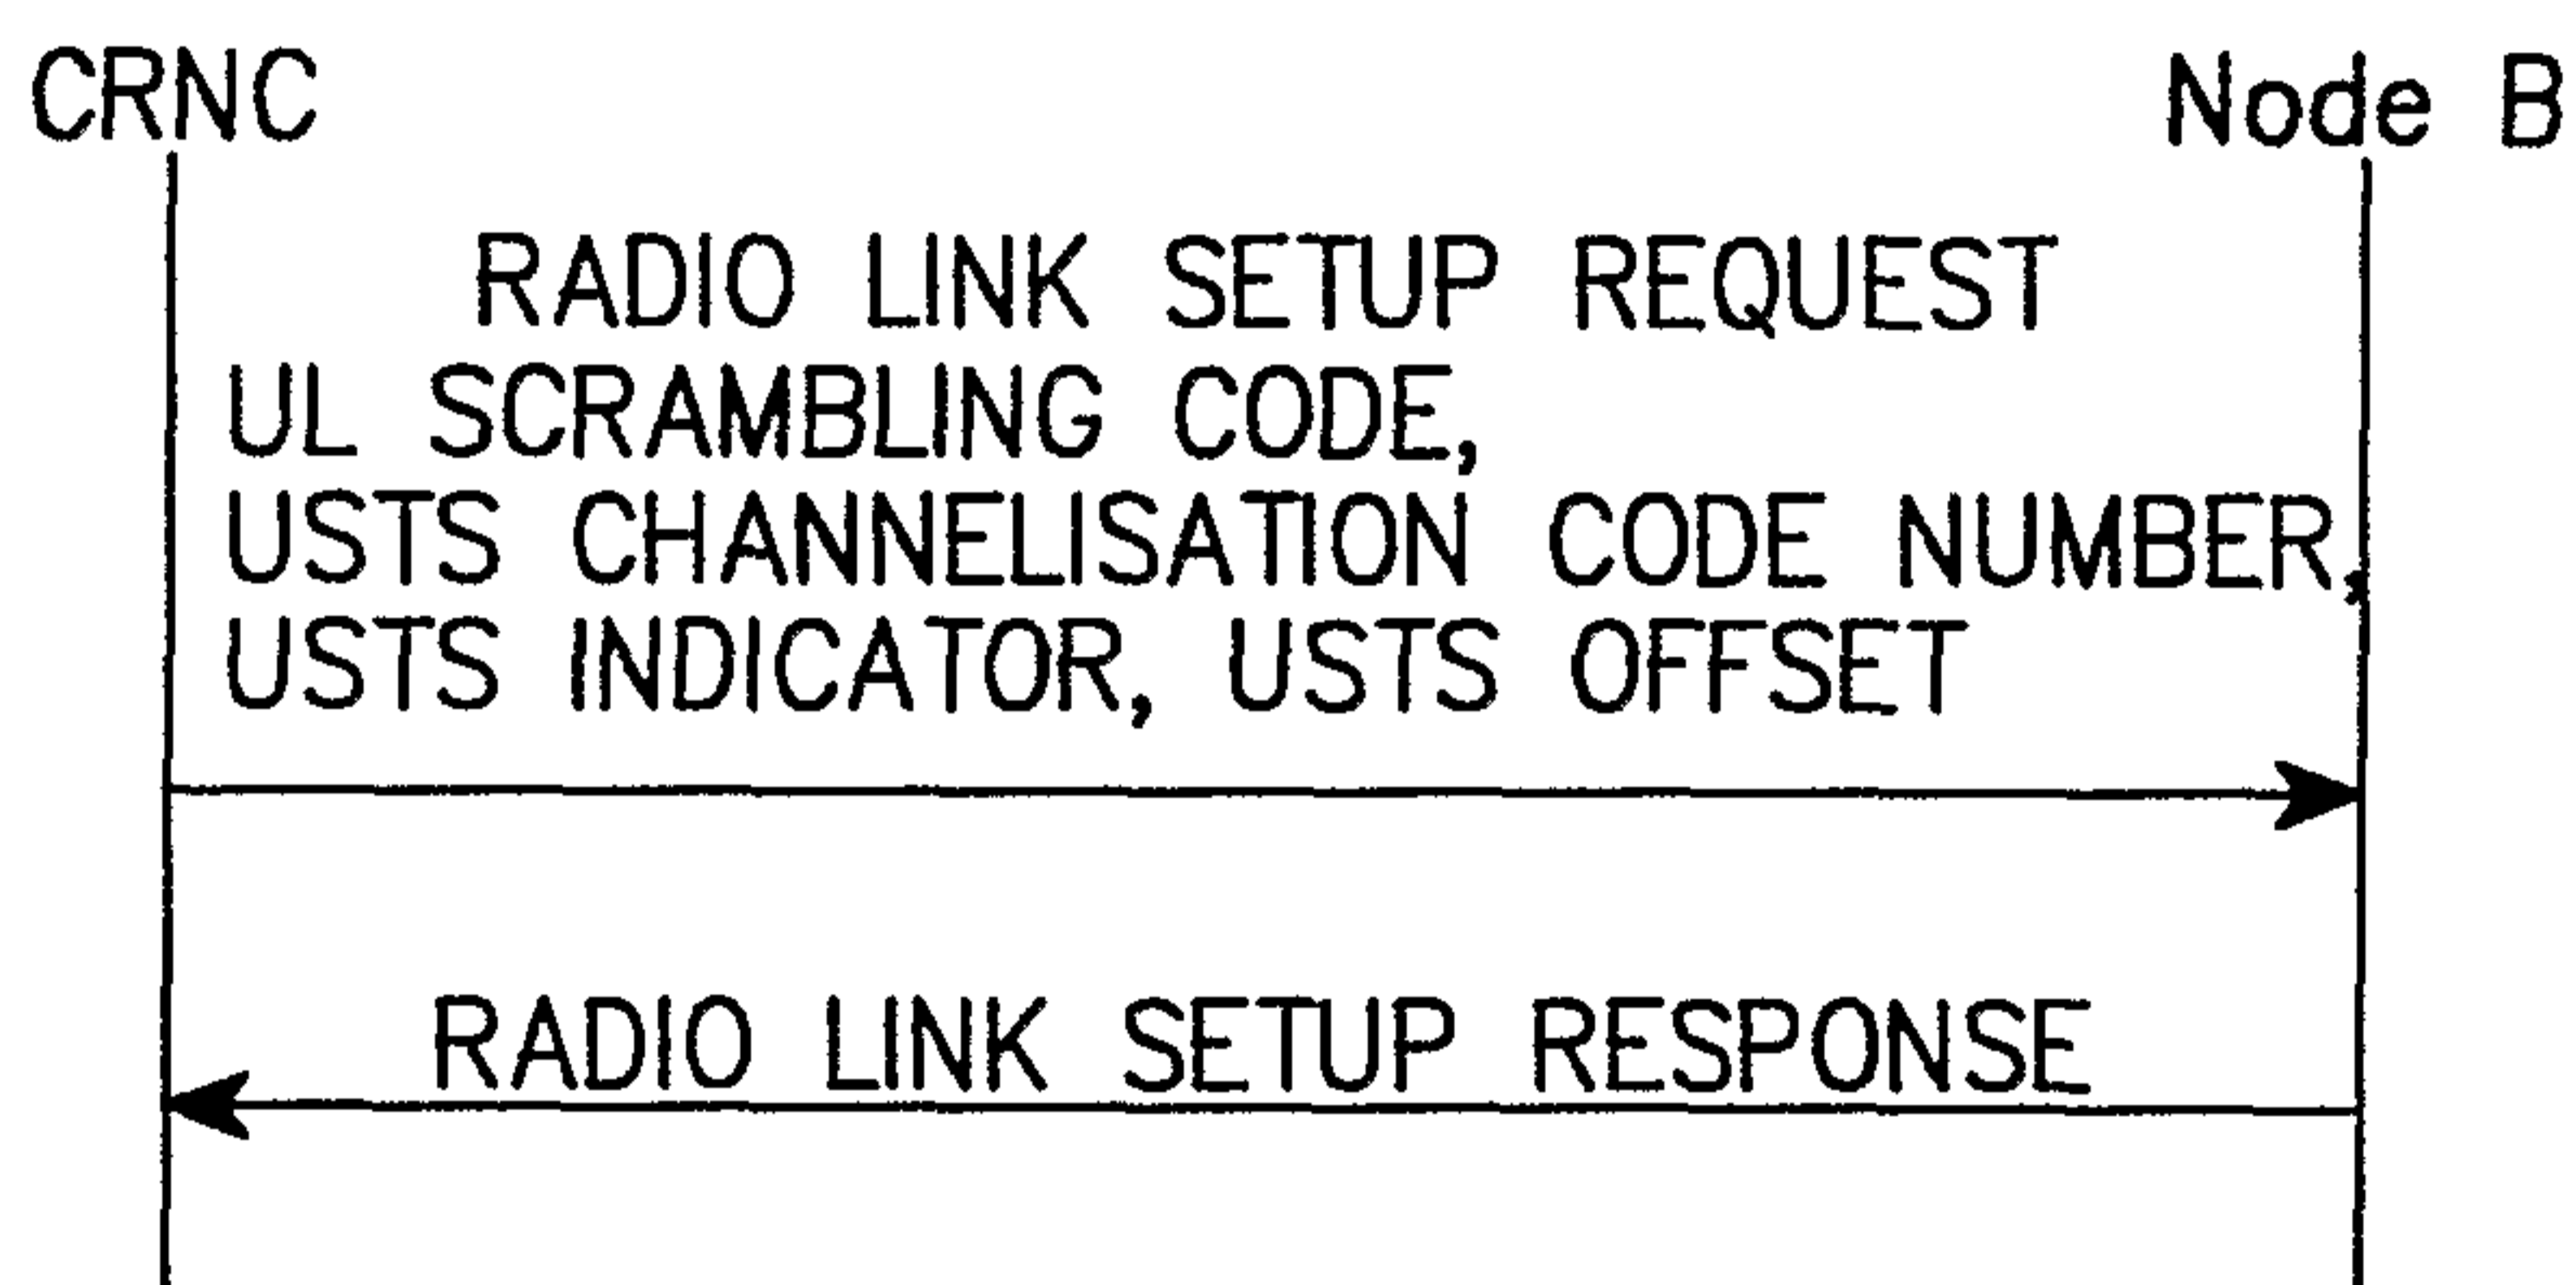 CRNC Node B
RADIO LINK SETUP REQUEST
UL SCRAMBLING CODE,
USTS CHANNELISATION CODE NUMBER,
USTS INDICATOR, USTS OFFSET
RADIO LINK SETUP RESPONSE